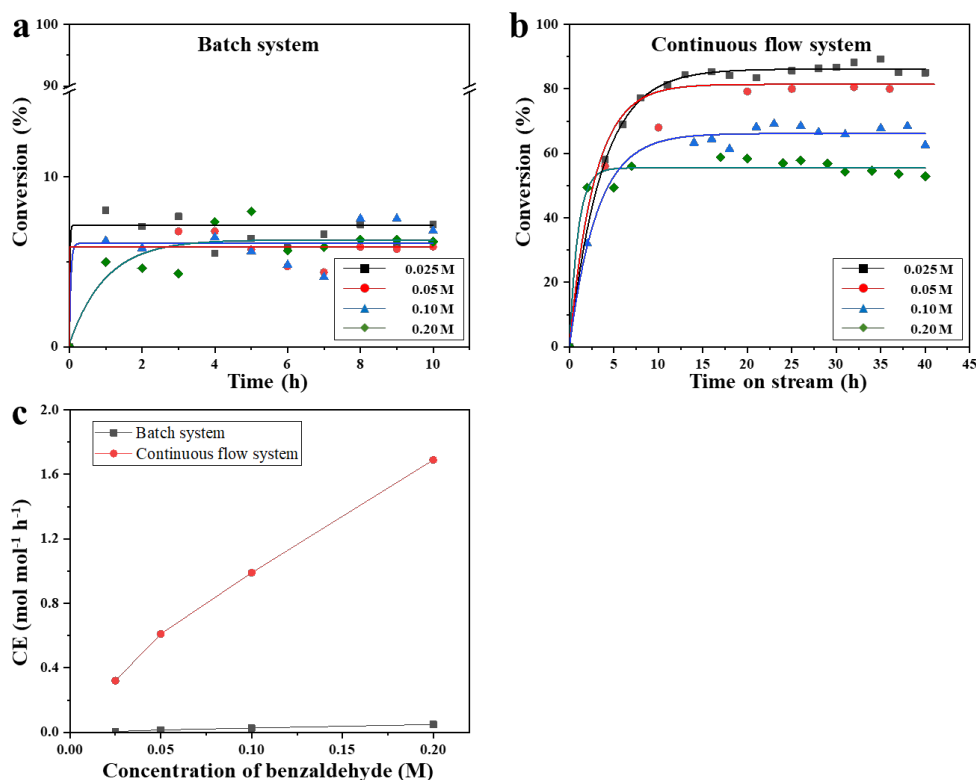 a
Batch system
100
90
10
0
Conversion (%)
0 2 4 6 8 10
Time (h)
0.025 M
0.05 M
0.10 M
0.20 M
b
Continuous flow system
100
80
60
40
20
0
Conversion (%)
0 5 10 15 20 25 30 35 40 45
Time on stream (h)
0.025 M
0.05 M
0.10 M
0.20 M
c
Batch system
Continuous flow system
2.0
1.6
1.2
0.8
0.4
0.0
CE (mol mol⁻¹ h⁻¹)
0.00 0.05 0.10 0.15 0.20
Concentration of benzaldehyde (M)